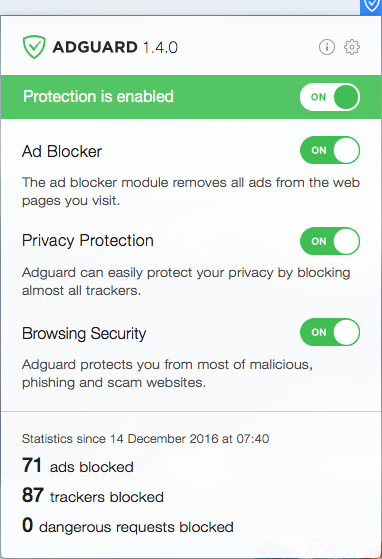 ADGUARD 1.4.0
Protection is enabled ON
Ad Blocker ON
The ad blocker module removes all ads from the web
pages you visit.
Privacy Protection ON
Adguard can easily protect your privacy by blocking
almost all trackers.
Browsing Security ON
Adguard protects you from most of malicious,
phishing and scam websites.
Statistics since 14 December 2016 at 07:40
71 ads blocked
87 trackers blocked
0 dangerous requests blocked